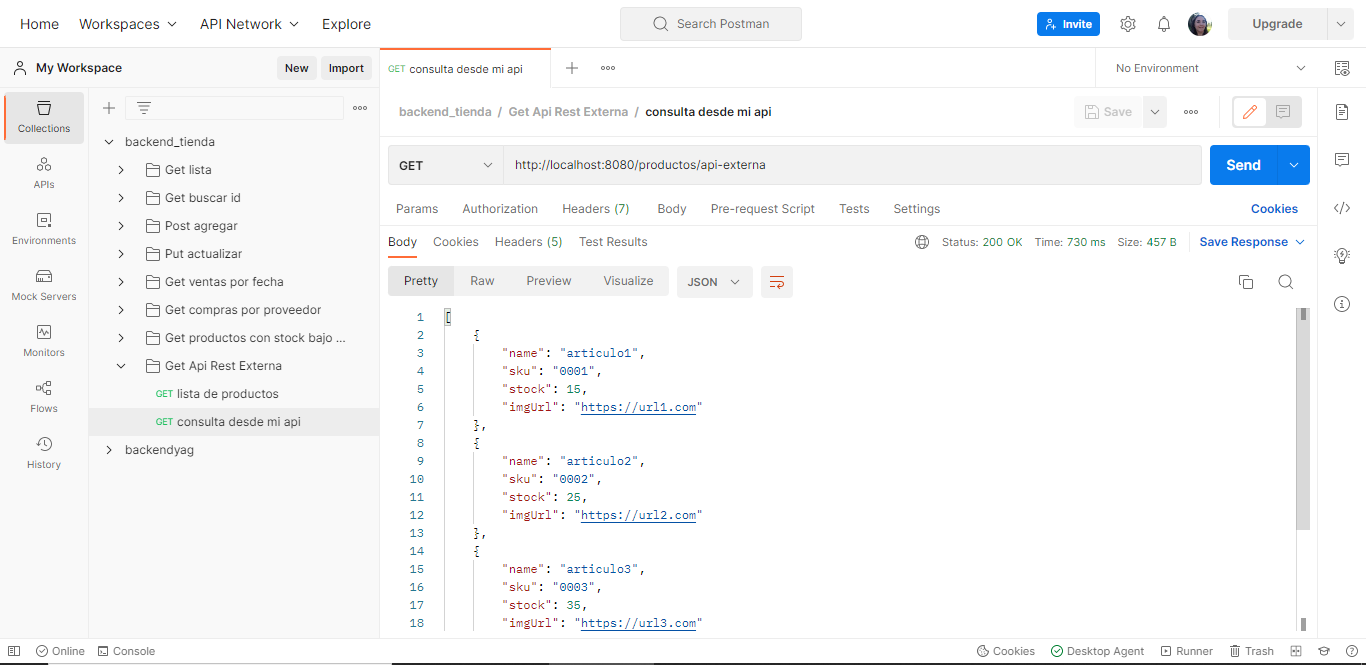 Home Workspaces API Network Explore Search Postman Invite Upgrade
My Workspace New Import GET consulta desde mi api No Environment
Collections
APIs
Environments
Mock Servers
Monitors
Flows
History
backend_tienda
Get lista
Get buscar id
Post agregar
Put actualizar
Get ventas por fecha
Get compras por proveedor
Get productos con stock bajo ...
Get Api Rest Externa
GET lista de productos
GET consulta desde mi api
backendyag
backend_tienda / Get Api Rest Externa / consulta desde mi api Save
GET http://localhost:8080/productos/api-externa Send
Params Authorization Headers (7) Body Pre-request Script Tests Settings Cookies
Body Cookies Headers (5) Test Results Status: 200 OK Time: 730 ms Size: 457 B Save Response
Pretty Raw Preview Visualize JSON
1 [
2 {
3 "name": "articulo1",
4 "sku": "0001",
5 "stock": 15,
6 "imgUrl": "https://url1.com"
7 },
8 {
9 "name": "articulo2",
10 "sku": "0002",
11 "stock": 25,
12 "imgUrl": "https://url2.com"
13 },
14 {
15 "name": "articulo3",
16 "sku": "0003",
17 "stock": 35,
18 "imgUrl": "https://url3.com"
Online Console Cookies Desktop Agent Runner Trash